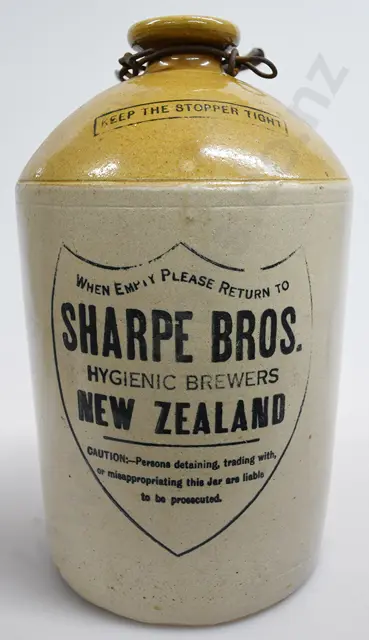 KEEP THE STOPPER TIGHT
WHEN EMPTY PLEASE RETURN TO
SHARPE BROS.
HYGIENIC BREWERS
NEW ZEALAND
CAUTION:—Persons detaining, trading with,
or misappropriating this Jar are liable
to be prosecuted.